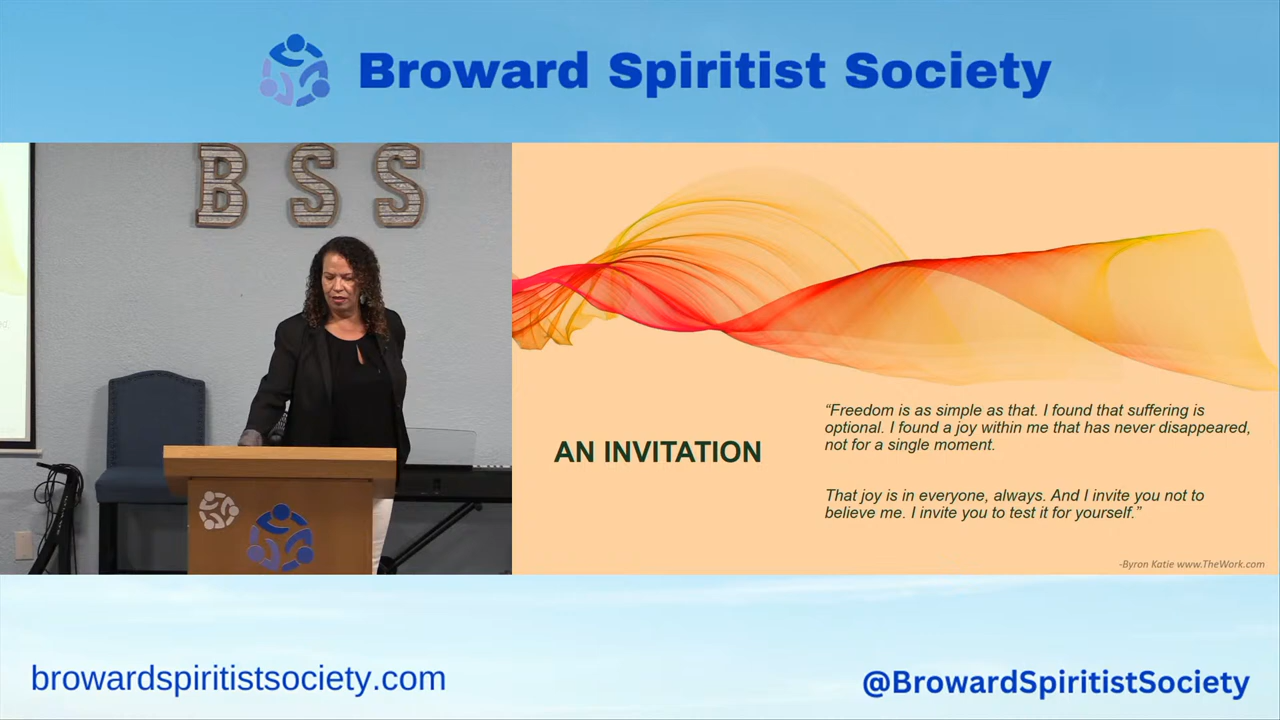 Broward Spiritist Society
BSS
AN INVITATION
“Freedom is as simple as that. I found that suffering is
optional. I found a joy within me that has never disappeared,
not for a single moment.
That joy is in everyone, always. And I invite you not to
believe me. I invite you to test it for yourself.”
-Byron Katie www.TheWork.com
browardspiritistsociety.com
@BrowardSpiritistSociety